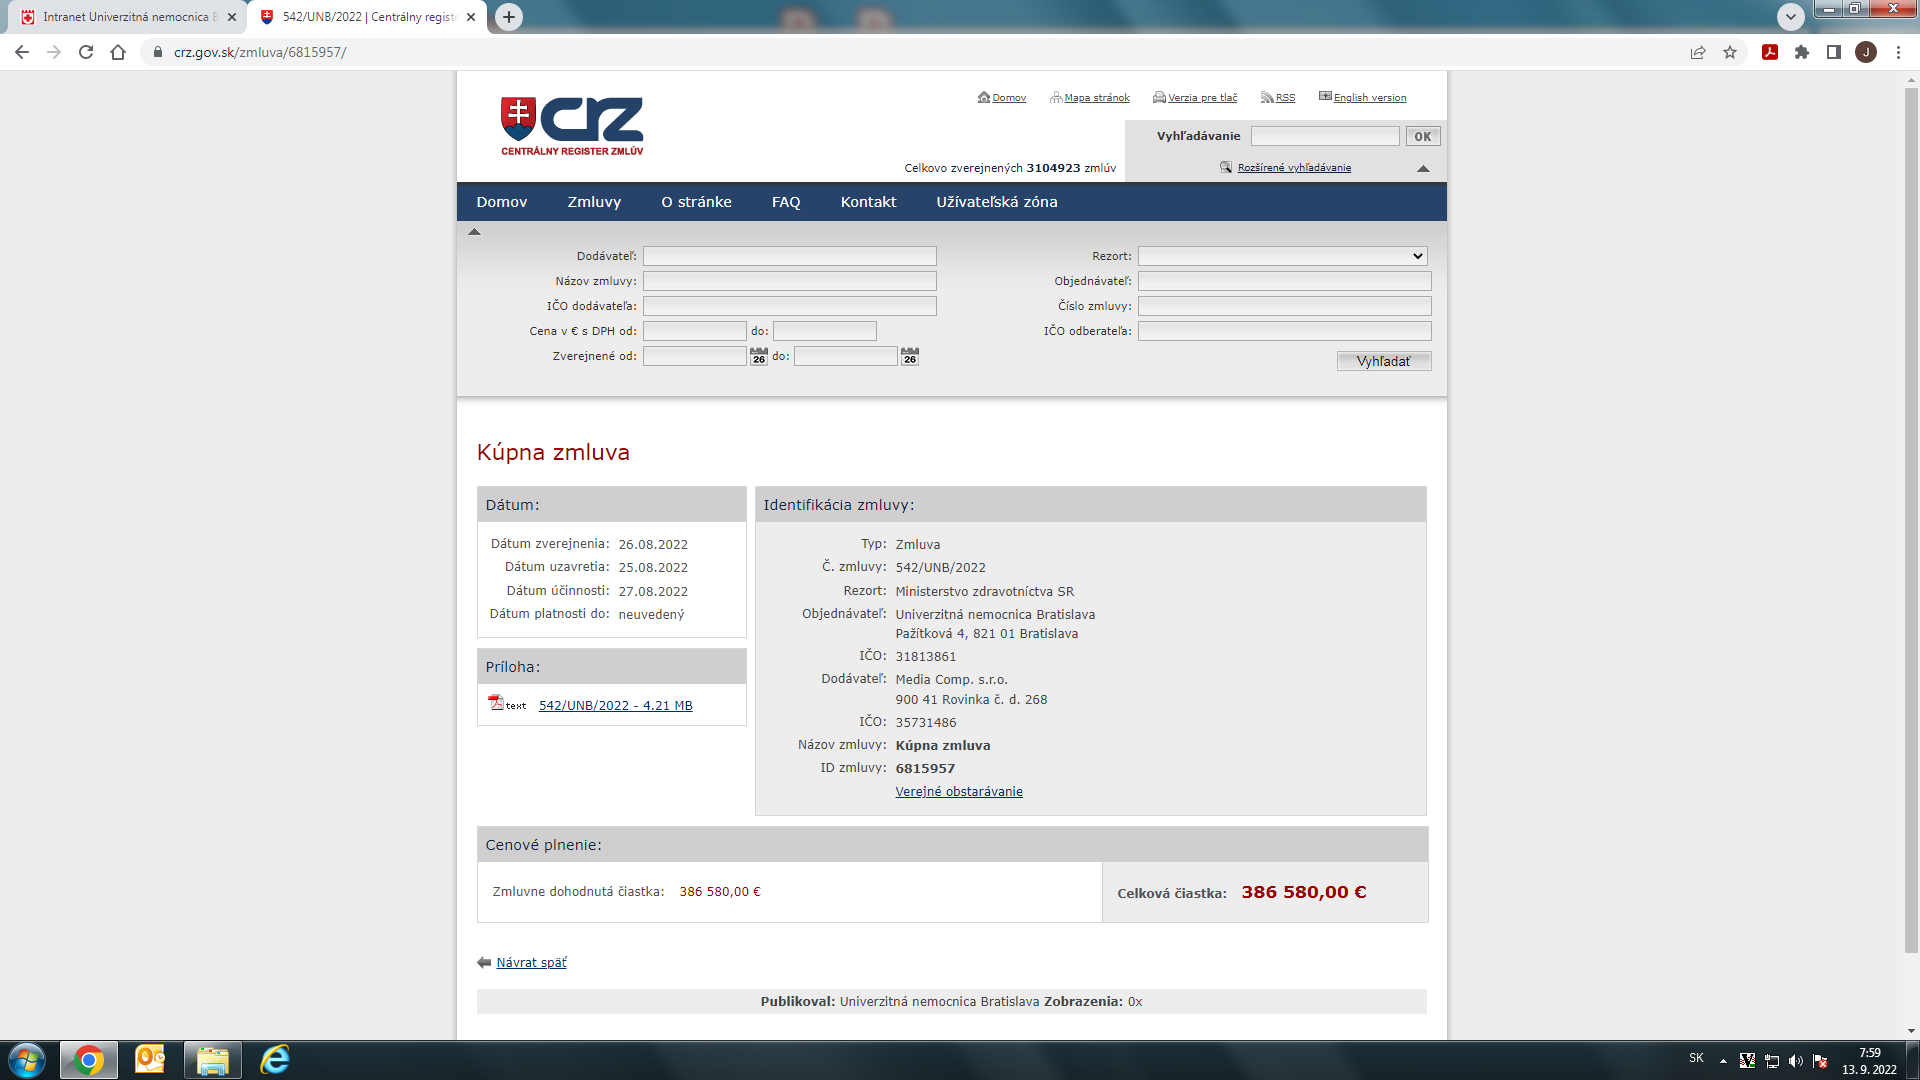 Intranet Univerzitná nemocnica B
542/UNB/2022 | Centrálny registe
crz.gov.sk/zmluva/6815957/
J
crz
CENTRÁLNY REGISTER ZMLÚV
Domov
Mapa stránok
Verzia pre tlač
RSS
English version
Vyhľadávanie
OK
Celkovo zverejnených 3104923 zmlúv
Rozšírené vyhľadávanie
Domov
Zmluvy
O stránke
FAQ
Kontakt
Užívateľská zóna
Dodávateľ:
Rezort:
Názov zmluvy:
Objednávateľ:
IČO dodávateľa:
Číslo zmluvy:
Cena v € s DPH od: do:
IČO odberateľa:
Zverejnené od: 26 do: 26
Vyhľadať
Kúpna zmluva
Dátum:
Dátum zverejnenia: 26.08.2022
Dátum uzavretia: 25.08.2022
Dátum účinnosti: 27.08.2022
Dátum platnosti do: neuvedený
Príloha:
text 542/UNB/2022 - 4.21 MB
Identifikácia zmluvy:
Typ: Zmluva
Č. zmluvy: 542/UNB/2022
Rezort: Ministerstvo zdravotníctva SR
Objednávateľ: Univerzitná nemocnica Bratislava
Pažítková 4, 821 01 Bratislava
IČO: 31813861
Dodávateľ: Media Comp. s.r.o.
900 41 Rovinka č. d. 268
IČO: 35731486
Názov zmluvy: Kúpna zmluva
ID zmluvy: 6815957
Verejné obstarávanie
Cenové plnenie:
Zmluvne dohodnutá čiastka: 386 580,00 €
Celková čiastka: 386 580,00 €
Návrat späť
Publikoval: Univerzitná nemocnica Bratislava Zobrazenia: 0x
SK
7:59
13. 9. 2022